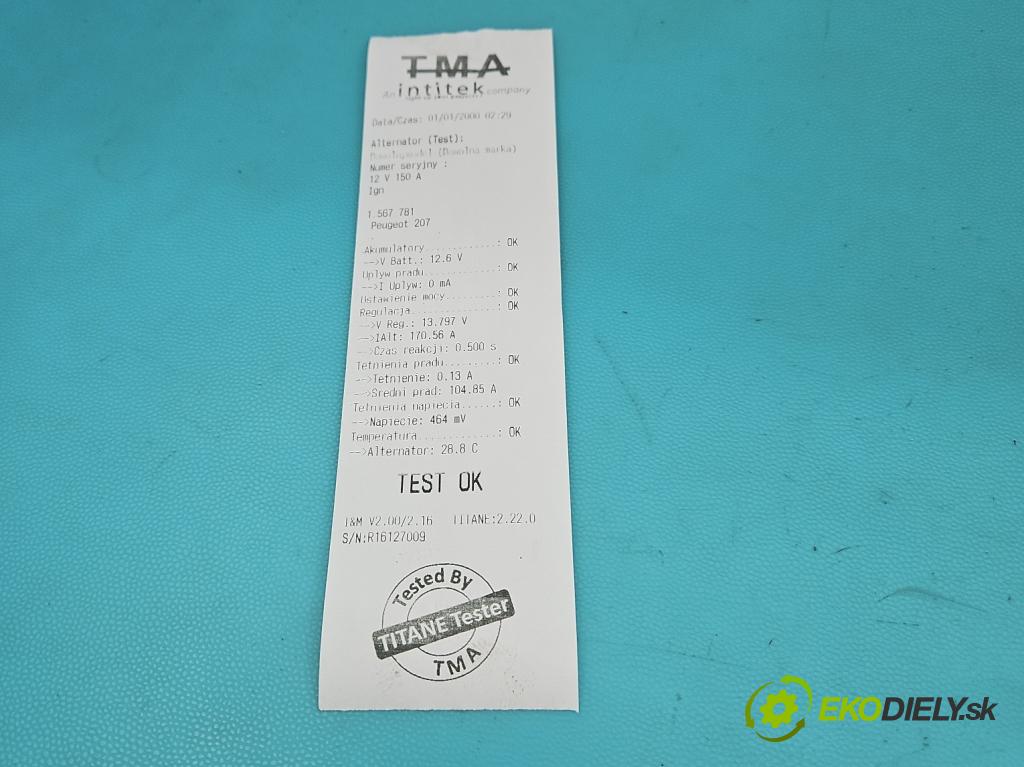 TMA
An intitek company
Data/Czas: 01/01/2000 02:29
Alternator (Test):
(Dowolna marka)
Numer seryjny :
12 V 150 A
Ign
1 567 781
Peugeot 207
Akumulatory...........: OK
-->V Batt.: 12.6 V
Uplyw pradu...........: OK
-->I Uplyw: 0 mA
Ustawienie mocy........: OK
Regulacja.............: OK
-->V Reg.: 13.797 V
-->IAlt: 170.56 A
-->Czas reakcji: 0.500 s
Tetnienia pradu.........: OK
-->Tetnienie: 0.13 A
-->Sredni prad: 104.85 A
Tetnienia napiecia......: OK
-->Napiecie: 464 mV
Temperatura............: OK
-->Alternator: 28.8 C
TEST OK
T&M V2.00/2.16 TITANE:2.22.0
S/N:R16127009
Tested By
TITANE Tester
TMA
EKODIELY.sk